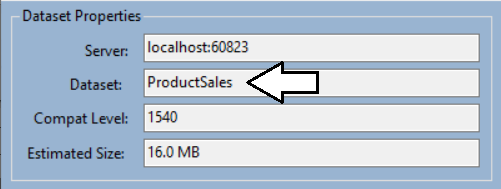 Dataset Properties
Server: localhost:60823
Dataset: ProductSales
Compat Level: 1540
Estimated Size: 16.0 MB